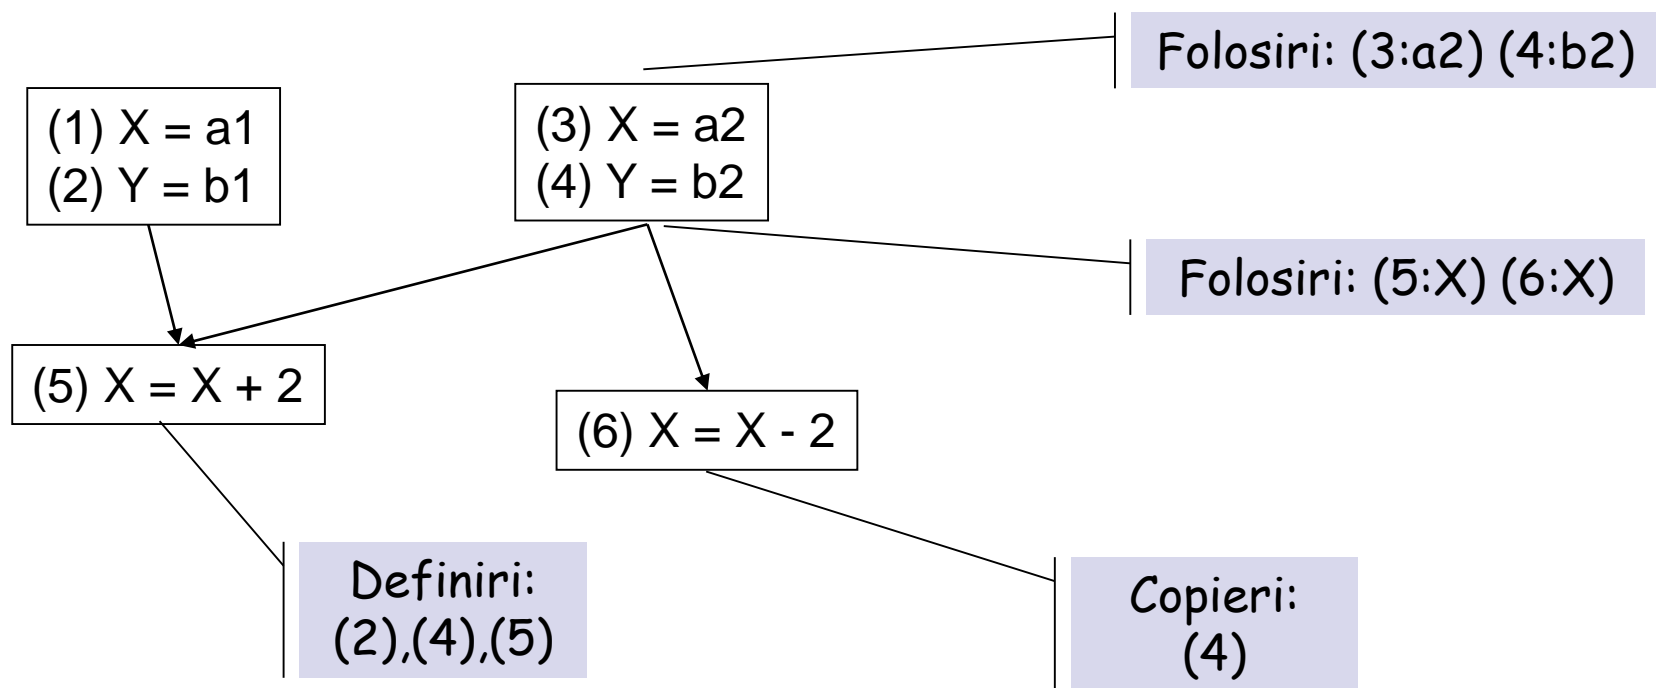 Folosiri: (3:a2) (4:b2)
(1) X = a1
(2) Y = b1
(3) X = a2
(4) Y = b2
Folosiri: (5:X) (6:X)
(5) X = X + 2
(6) X = X - 2
Definiri:
(2),(4),(5)
Copieri:
(4)